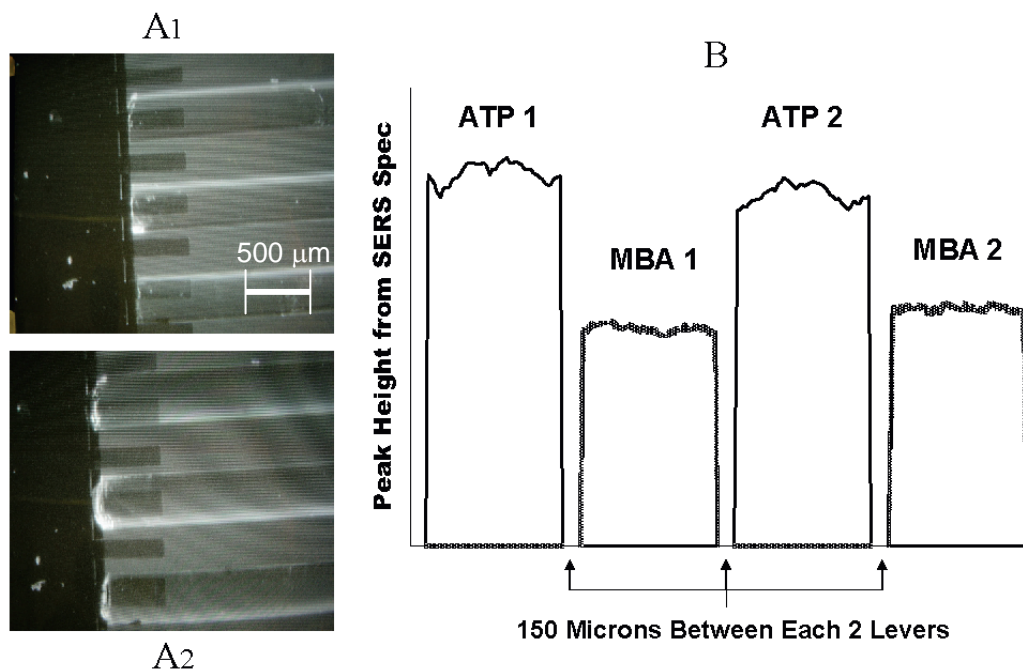 A1
500 μm
A2
B
ATP 1
ATP 2
MBA 1
MBA 2
Peak Height from SERS Spec
150 Microns Between Each 2 Levers